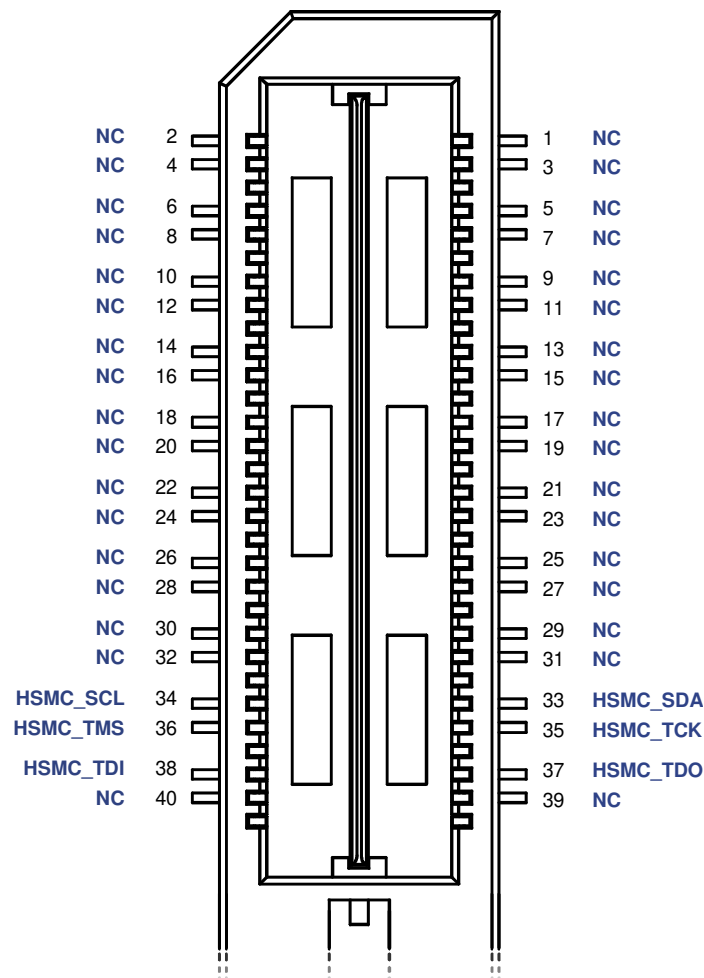 NC 2 1 NC
NC 4 3 NC
NC 6 5 NC
NC 8 7 NC
NC 10 9 NC
NC 12 11 NC
NC 14 13 NC
NC 16 15 NC
NC 18 17 NC
NC 20 19 NC
NC 22 21 NC
NC 24 23 NC
NC 26 25 NC
NC 28 27 NC
NC 30 29 NC
NC 32 31 NC
HSMC_SCL 34 33 HSMC_SDA
HSMC_TMS 36 35 HSMC_TCK
HSMC_TDI 38 37 HSMC_TDO
NC 40 39 NC